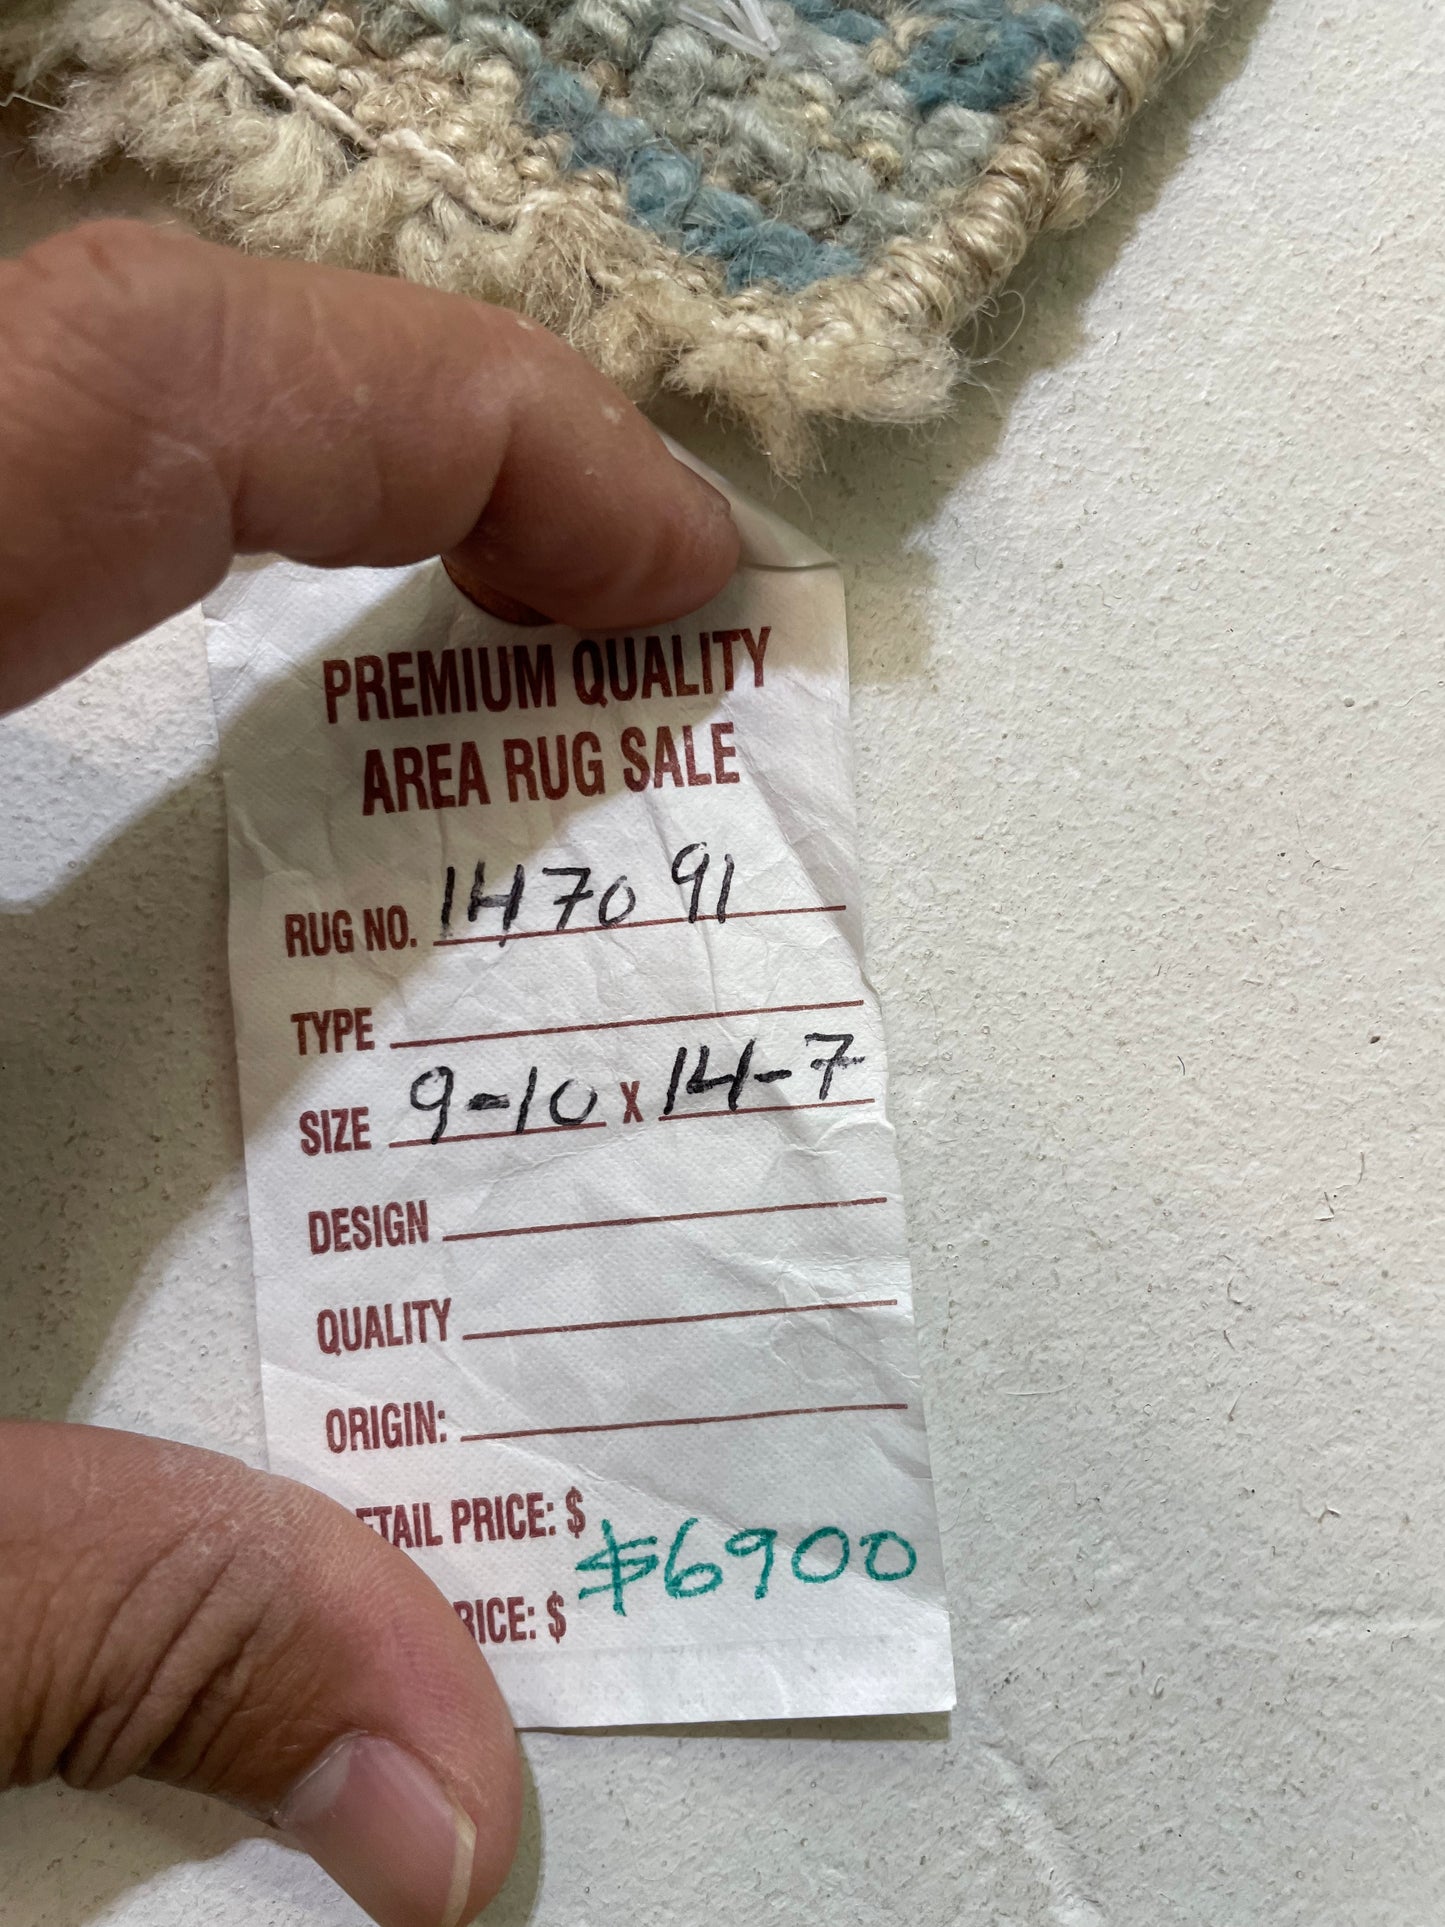 PREMIUM QUALITY
AREA RUG SALE
RUG NO. 147091
TYPE
SIZE 9-10 X 14-7
DESIGN
QUALITY
ORIGIN:
ETAIL PRICE: $
$6900
RICE: $